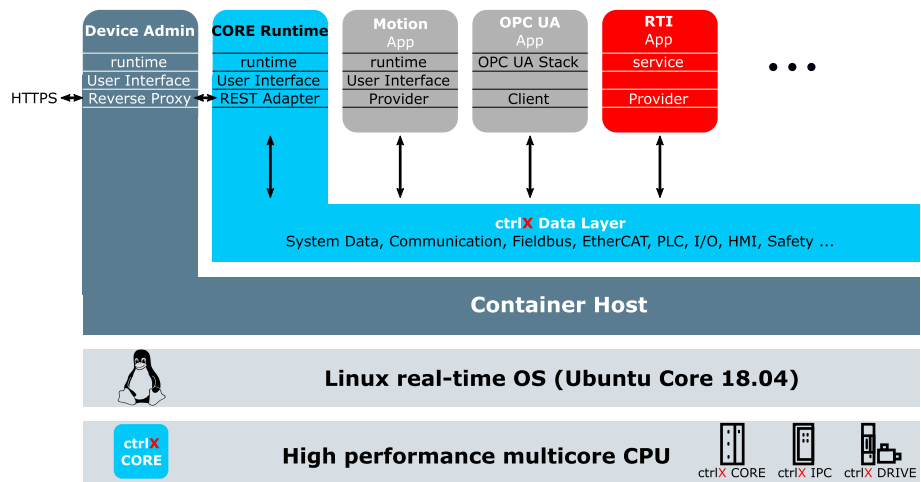 Device Admin
runtime
User Interface
HTTPS
Reverse Proxy
CORE Runtime
runtime
User Interface
REST Adapter
Motion
App
runtime
User Interface
Provider
OPC UA
App
OPC UA Stack
Client
RTI
App
service
Provider
ctrlX Data Layer
System Data, Communication, Fieldbus, EtherCAT, PLC, I/O, HMI, Safety ...
Container Host
Linux real-time OS (Ubuntu Core 18.04)
ctrlX
CORE
High performance multicore CPU
ctrlX CORE
ctrlX IPC
ctrlX DRIVE